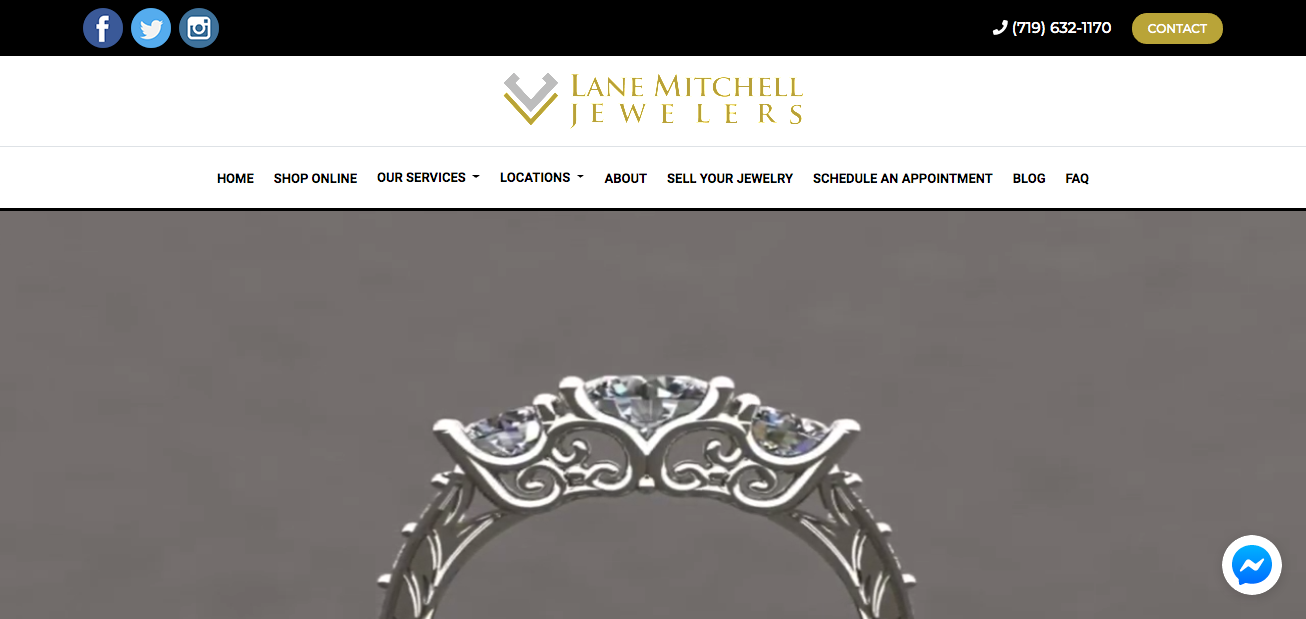 (719) 632-1170
CONTACT
LANE MITCHELL
JEWELERS
HOME SHOP ONLINE OUR SERVICES LOCATIONS ABOUT SELL YOUR JEWELRY SCHEDULE AN APPOINTMENT BLOG FAQ